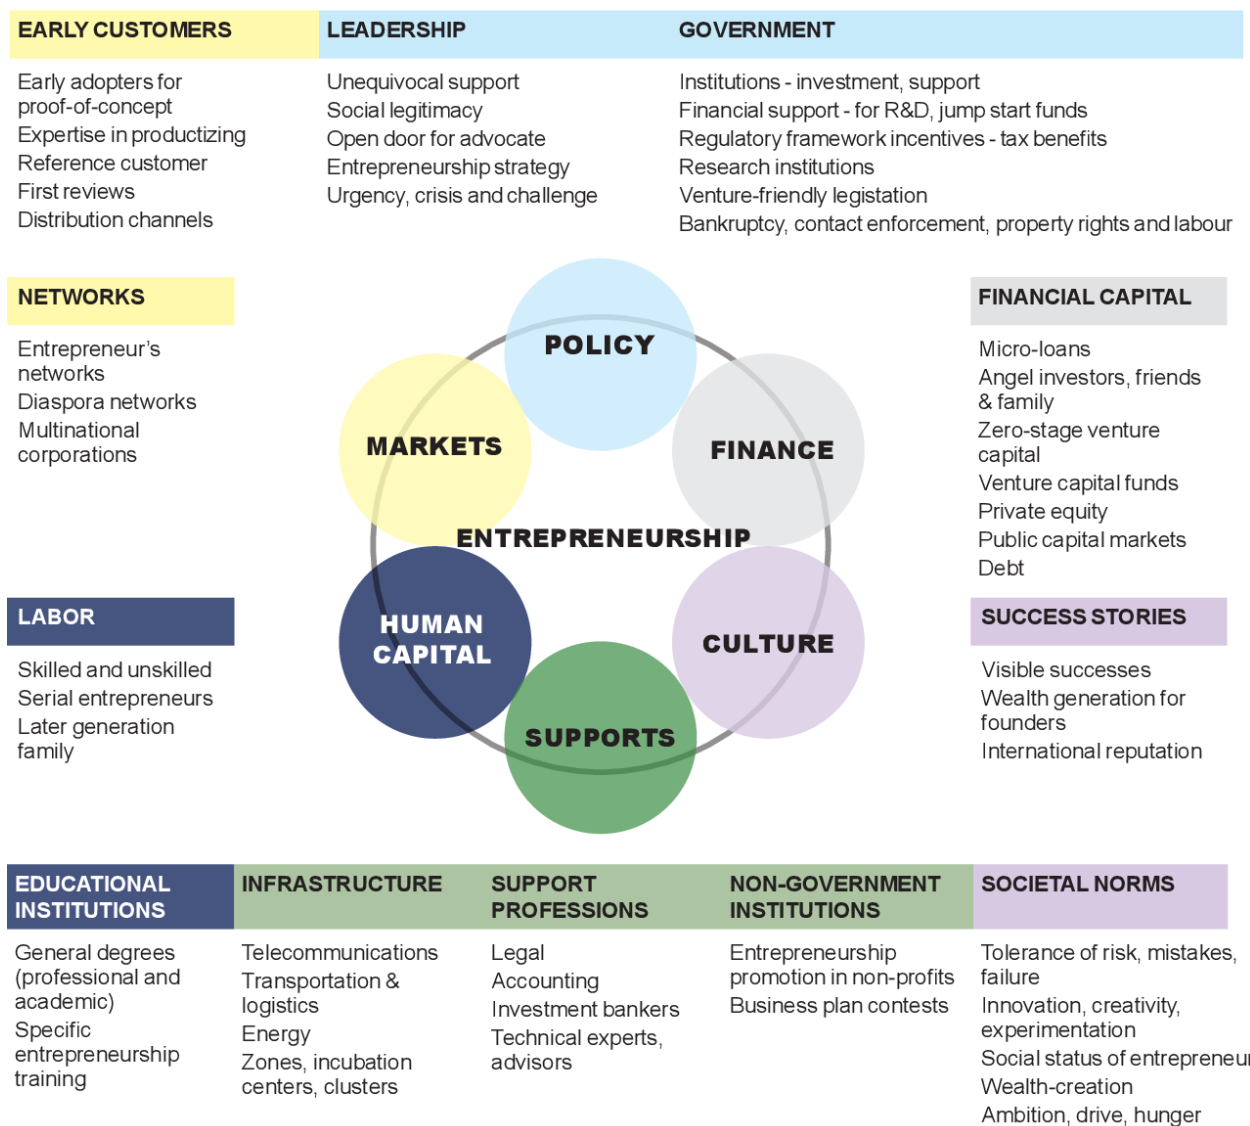 EARLY CUSTOMERS
Early adopters for
proof-of-concept
Expertise in productizing
Reference customer
First reviews
Distribution channels
LEADERSHIP
Unequivocal support
Social legitimacy
Open door for advocate
Entrepreneurship strategy
Urgency, crisis and challenge
GOVERNMENT
Institutions - investment, support
Financial support - for R&D, jump start funds
Regulatory framework incentives - tax benefits
Research institutions
Venture-friendly legistation
Bankruptcy, contact enforcement, property rights and labour
NETWORKS
Entrepreneur’s
networks
Diaspora networks
Multinational
corporations
POLICY
MARKETS
FINANCE
ENTREPRENEURSHIP
HUMAN
CAPITAL
CULTURE
SUPPORTS
FINANCIAL CAPITAL
Micro-loans
Angel investors, friends
& family
Zero-stage venture
capital
Venture capital funds
Private equity
Public capital markets
Debt
LABOR
Skilled and unskilled
Serial entrepreneurs
Later generation
family
SUCCESS STORIES
Visible successes
Wealth generation for
founders
International reputation
EDUCATIONAL
INSTITUTIONS
General degrees
(professional and
academic)
Specific
entrepreneurship
training
INFRASTRUCTURE
Telecommunications
Transportation &
logistics
Energy
Zones, incubation
centers, clusters
SUPPORT
PROFESSIONS
Legal
Accounting
Investment bankers
Technical experts,
advisors
NON-GOVERNMENT
INSTITUTIONS
Entrepreneurship
promotion in non-profits
Business plan contests
SOCIETAL NORMS
Tolerance of risk, mistakes,
failure
Innovation, creativity,
experimentation
Social status of entrepreneur
Wealth-creation
Ambition, drive, hunger